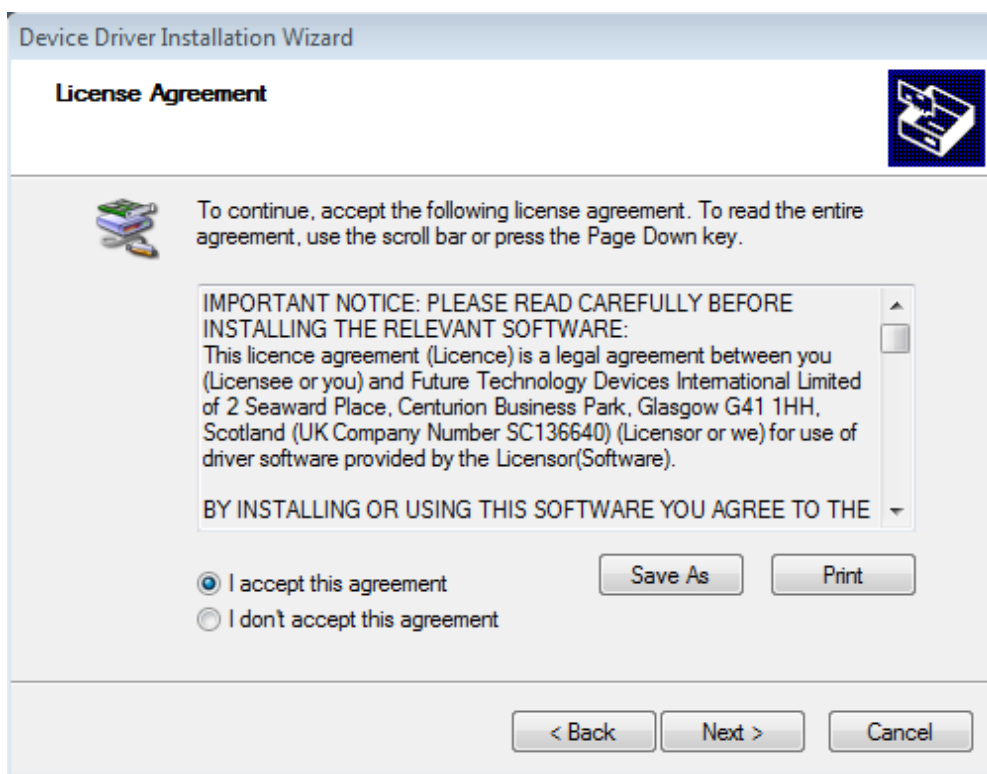 Device Driver Installation Wizard
License Agreement
To continue, accept the following license agreement. To read the entire
agreement, use the scroll bar or press the Page Down key.
IMPORTANT NOTICE: PLEASE READ CAREFULLY BEFORE
INSTALLING THE RELEVANT SOFTWARE:
This licence agreement (Licence) is a legal agreement between you
(Licensee or you) and Future Technology Devices International Limited
of 2 Seaward Place, Centurion Business Park, Glasgow G41 1HH,
Scotland (UK Company Number SC136640) (Licensor or we) for use of
driver software provided by the Licensor(Software).
BY INSTALLING OR USING THIS SOFTWARE YOU AGREE TO THE
I accept this agreement
Save As
Print
I don't accept this agreement
< Back
Next >
Cancel